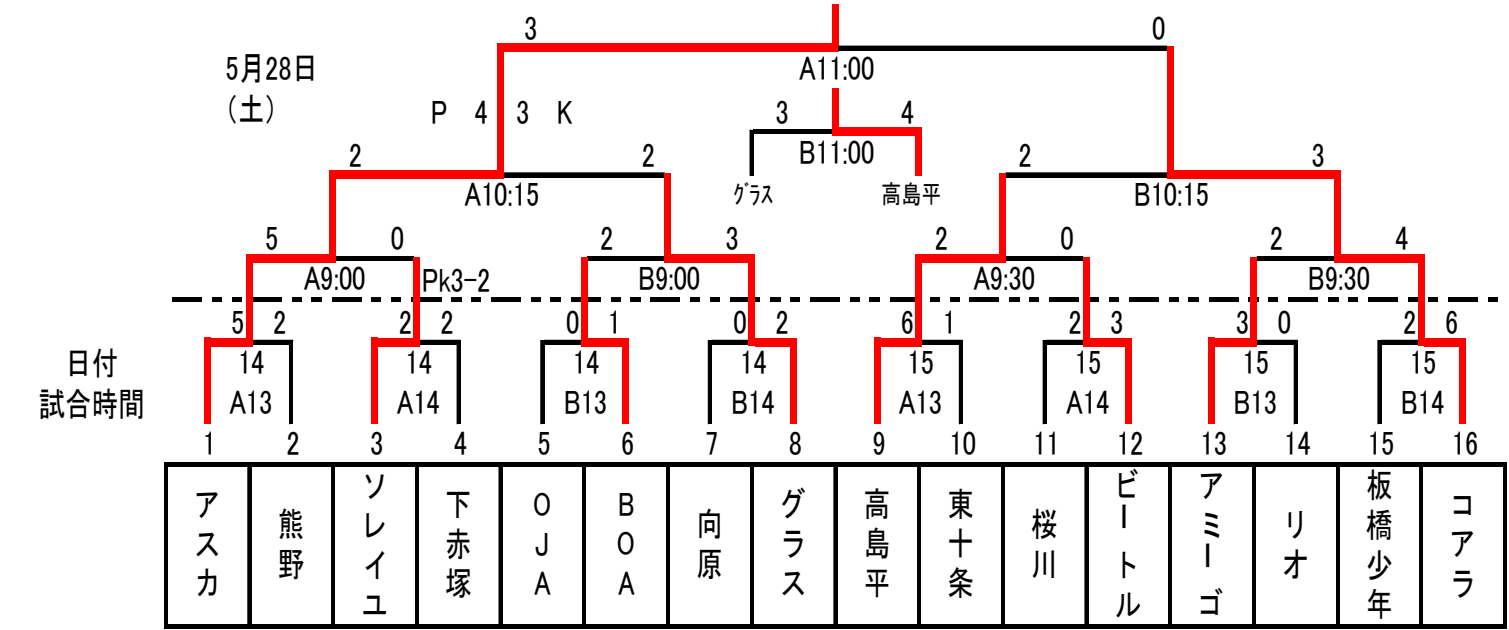 3 0
5月28日
A11:00
(土)
P 4 3 K
3 4
B11:00
2 2
2 3
A10:15
グラス
高島平
B10:15
5 0
2 3
2 0
2 4
A9:00
Pk3-2
B9:00
A9:30
B9:30
5 2
2 2
0 1
0 2
6 1
2 3
3 0
2 6
日付
14 14 14 14 15 15 15 15
試合時間
A13 A14 B13 B14 A13 A14 B13 B14
1 2 3 4 5 6 7 8 9 10 11 12 13 14 15 16
アスカ
熊野
ソレイユ
下赤塚
OJA
BOA
向原
グラス
高島平
東十条
桜川
ビートル
アミーゴ
リオ
板橋少年
コアラ